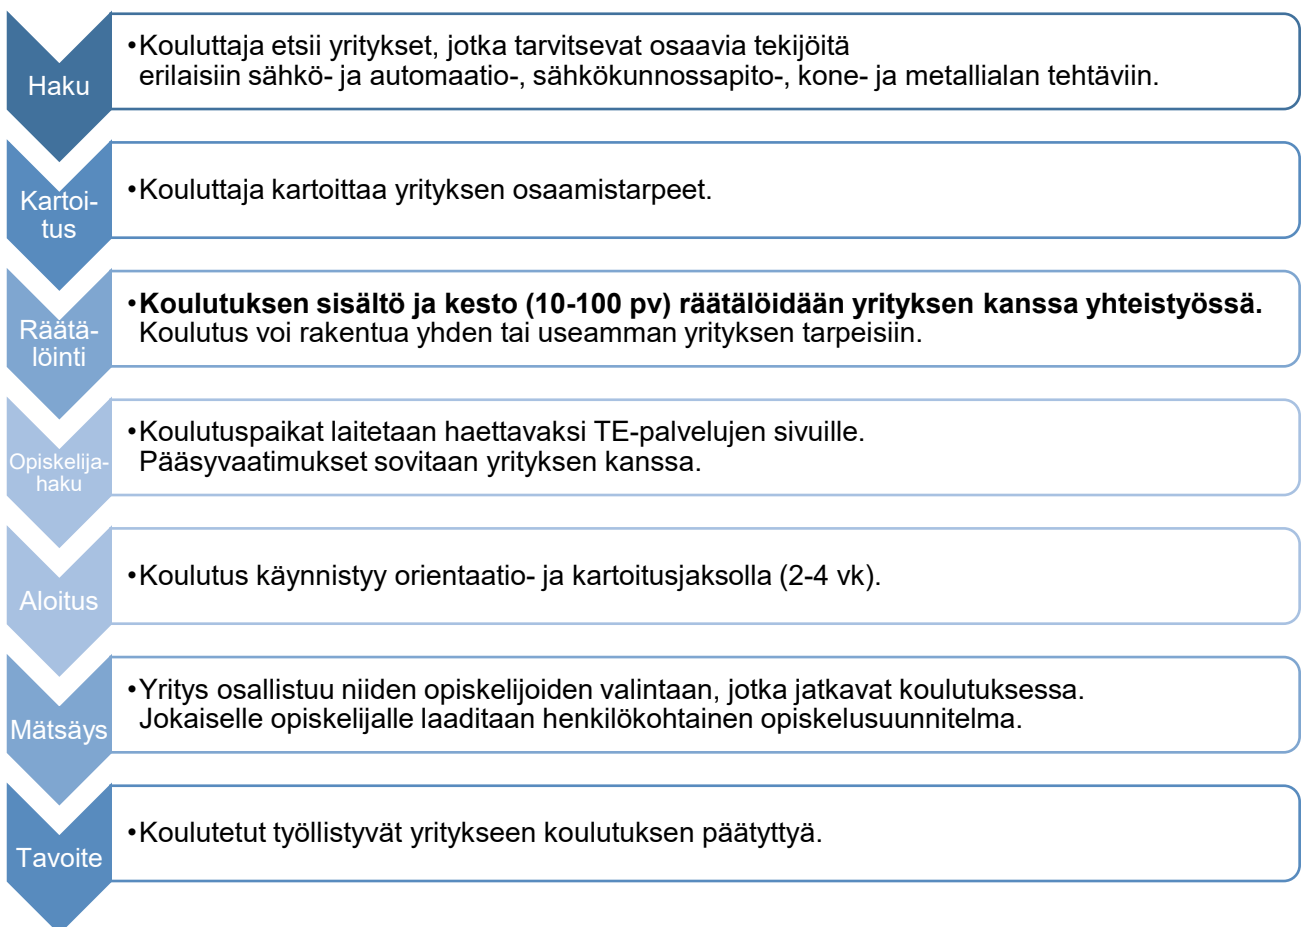 Haku
•Kouluttaja etsii yritykset, jotka tarvitsevat osaavia tekijöitä
erilaisiin sähkö- ja automaatio-, sähkökunnossapito-, kone- ja metallialan tehtäviin.
Kartoi-
tus
•Kouluttaja kartoittaa yrityksen osaamistarpeet.
Räätä-
löinti
•Koulutuksen sisältö ja kesto (10-100 pv) räätälöidään yrityksen kanssa yhteistyössä.
Koulutus voi rakentua yhden tai useamman yrityksen tarpeisiin.
Opiskelija-
haku
•Koulutuspaikat laitetaan haettavaksi TE-palvelujen sivuille.
Pääsyvaatimukset sovitaan yrityksen kanssa.
Aloitus
•Koulutus käynnistyy orientaatio- ja kartoitusjaksolla (2-4 vk).
Mätsäys
•Yritys osallistuu niiden opiskelijoiden valintaan, jotka jatkavat koulutuksessa.
Jokaiselle opiskelijalle laaditaan henkilökohtainen opiskelusuunnitelma.
Tavoite
•Koulutetut työllistyvät yritykseen koulutuksen päätyttyä.